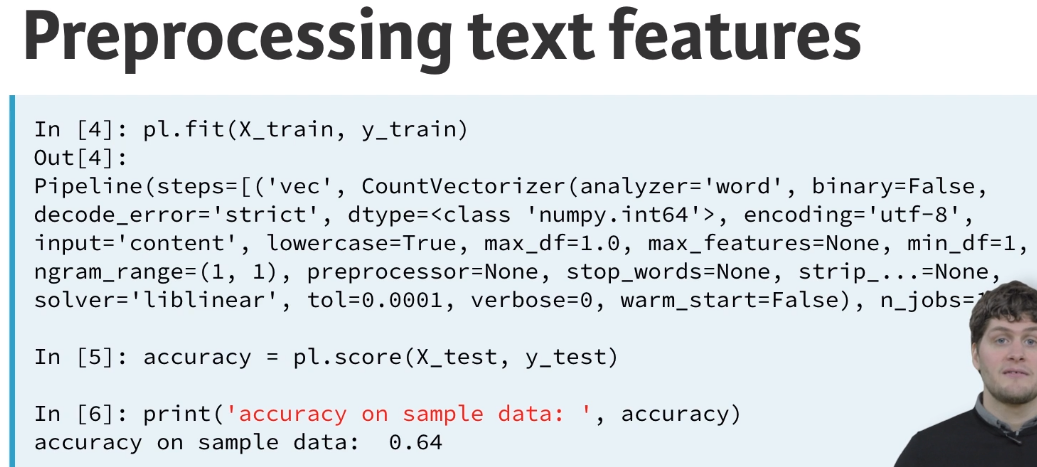 Preprocessing text features
In [4]: pl.fit(X_train, y_train)
Out[4]:
Pipeline(steps=[('vec', CountVectorizer(analyzer='word', binary=False,
decode_error='strict', dtype=<class 'numpy.int64'>, encoding='utf-8',
input='content', lowercase=True, max_df=1.0, max_features=None, min_df=1,
ngram_range=(1, 1), preprocessor=None, stop_words=None, strip_...=None,
solver='liblinear', tol=0.0001, verbose=0, warm_start=False), n_jobs=
In [5]: accuracy = pl.score(X_test, y_test)
In [6]: print('accuracy on sample data: ', accuracy)
accuracy on sample data:  0.64